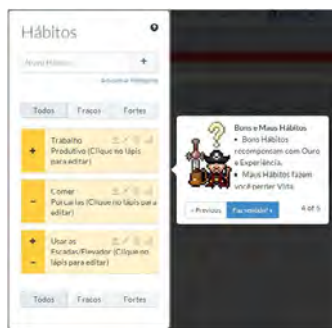 Hábitos
Novo Hábito
+
Adicionar Múltiplos
Todos Fracos Fortes
+
Trabalho
Produtivo (Clique no lápis
para editar)
-
Comer
Porcarias (Clique no lápis para
editar)
+
-
Usar as
Escadas/Elevador (Clique no
lápis para editar)
Todos Fracos Fortes
Bons e Maus Hábitos
• Bons Hábitos
recompensam com Ouro
e Experiência.
• Maus Hábitos fazem
você perder Vida.
« Previous Faz sentido! » 4 of 5